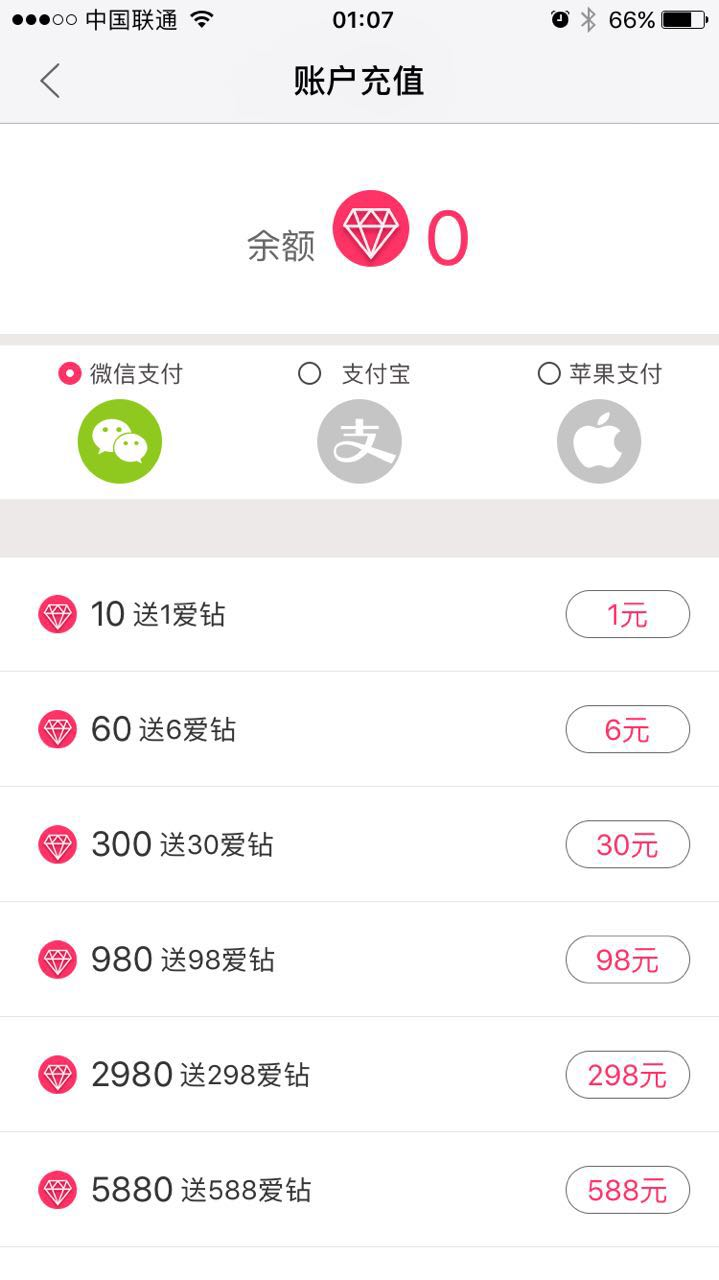 中国联通 01:07 66%
账户充值
余额 0
微信支付 支付宝 苹果支付
支
10 送1爱钻 1元
60 送6爱钻 6元
300 送30爱钻 30元
980 送98爱钻 98元
2980 送298爱钻 298元
5880 送588爱钻 588元